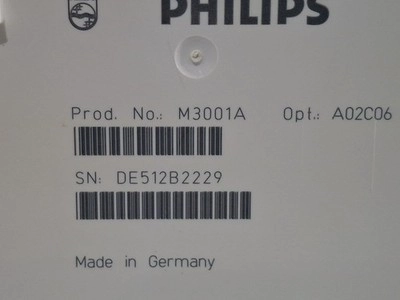 PHILIPS
Prod. No.: M3001A Opt.: A02C06
SN: DE512B2229
Made in Germany